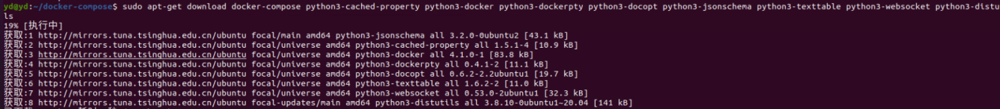 yd@yd:~/docker-compose$ sudo apt-get download docker-compose python3-cached-property python3-docker python3-dockerpty python3-docopt python3-jsonschema python3-texttable python3-websocket python3-distu
ls
19% [执行中]
获取:1 http://mirrors.tuna.tsinghua.edu.cn/ubuntu focal/main amd64 python3-jsonschema all 3.2.0-0ubuntu2 [43.1 kB]
获取:2 http://mirrors.tuna.tsinghua.edu.cn/ubuntu focal/universe amd64 python3-cached-property all 1.5.1-4 [10.9 kB]
获取:3 http://mirrors.tuna.tsinghua.edu.cn/ubuntu focal/universe amd64 python3-docker all 4.1.0-1 [83.8 kB]
获取:4 http://mirrors.tuna.tsinghua.edu.cn/ubuntu focal/universe amd64 python3-dockerpty all 0.4.1-2 [11.1 kB]
获取:5 http://mirrors.tuna.tsinghua.edu.cn/ubuntu focal/universe amd64 python3-docopt all 0.6.2-2.2ubuntu1 [19.7 kB]
获取:6 http://mirrors.tuna.tsinghua.edu.cn/ubuntu focal/universe amd64 python3-texttable all 1.6.2-2 [11.0 kB]
获取:7 http://mirrors.tuna.tsinghua.edu.cn/ubuntu focal/universe amd64 python3-websocket all 0.53.0-2ubuntu1 [32.3 kB]
获取:8 http://mirrors.tuna.tsinghua.edu.cn/ubuntu focal-updates/main amd64 python3-distutils all 3.8.10-0ubuntu1~20.04 [141 kB]